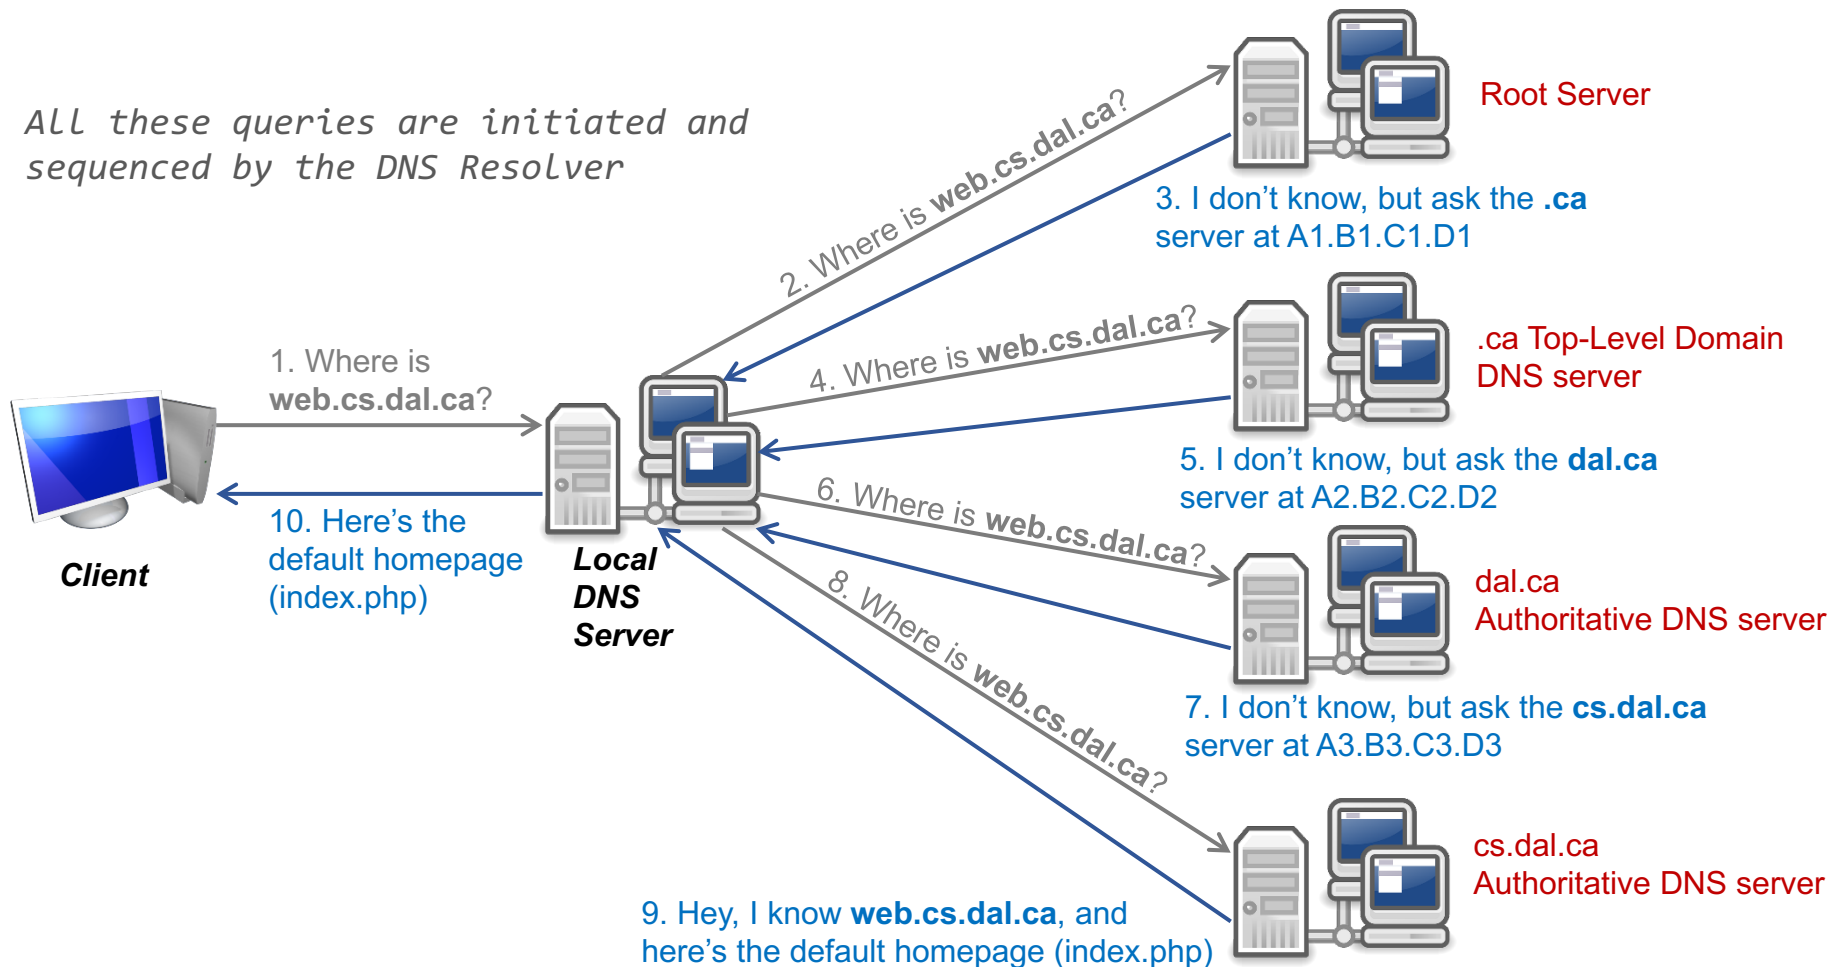 All these queries are initiated and
sequenced by the DNS Resolver
1. Where is
web.cs.dal.ca?
10. Here's the
default homepage
(index.php)
Client
Local
DNS
Server
2. Where is web.cs.dal.ca?
Root Server
3. I don't know, but ask the .ca
server at A1.B1.C1.D1
4. Where is web.cs.dal.ca?
.ca Top-Level Domain
DNS server
5. I don't know, but ask the dal.ca
server at A2.B2.C2.D2
6. Where is web.cs.dal.ca?
dal.ca
Authoritative DNS server
7. I don't know, but ask the cs.dal.ca
server at A3.B3.C3.D3
8. Where is web.cs.dal.ca?
cs.dal.ca
Authoritative DNS server
9. Hey, I know web.cs.dal.ca, and
here's the default homepage (index.php)